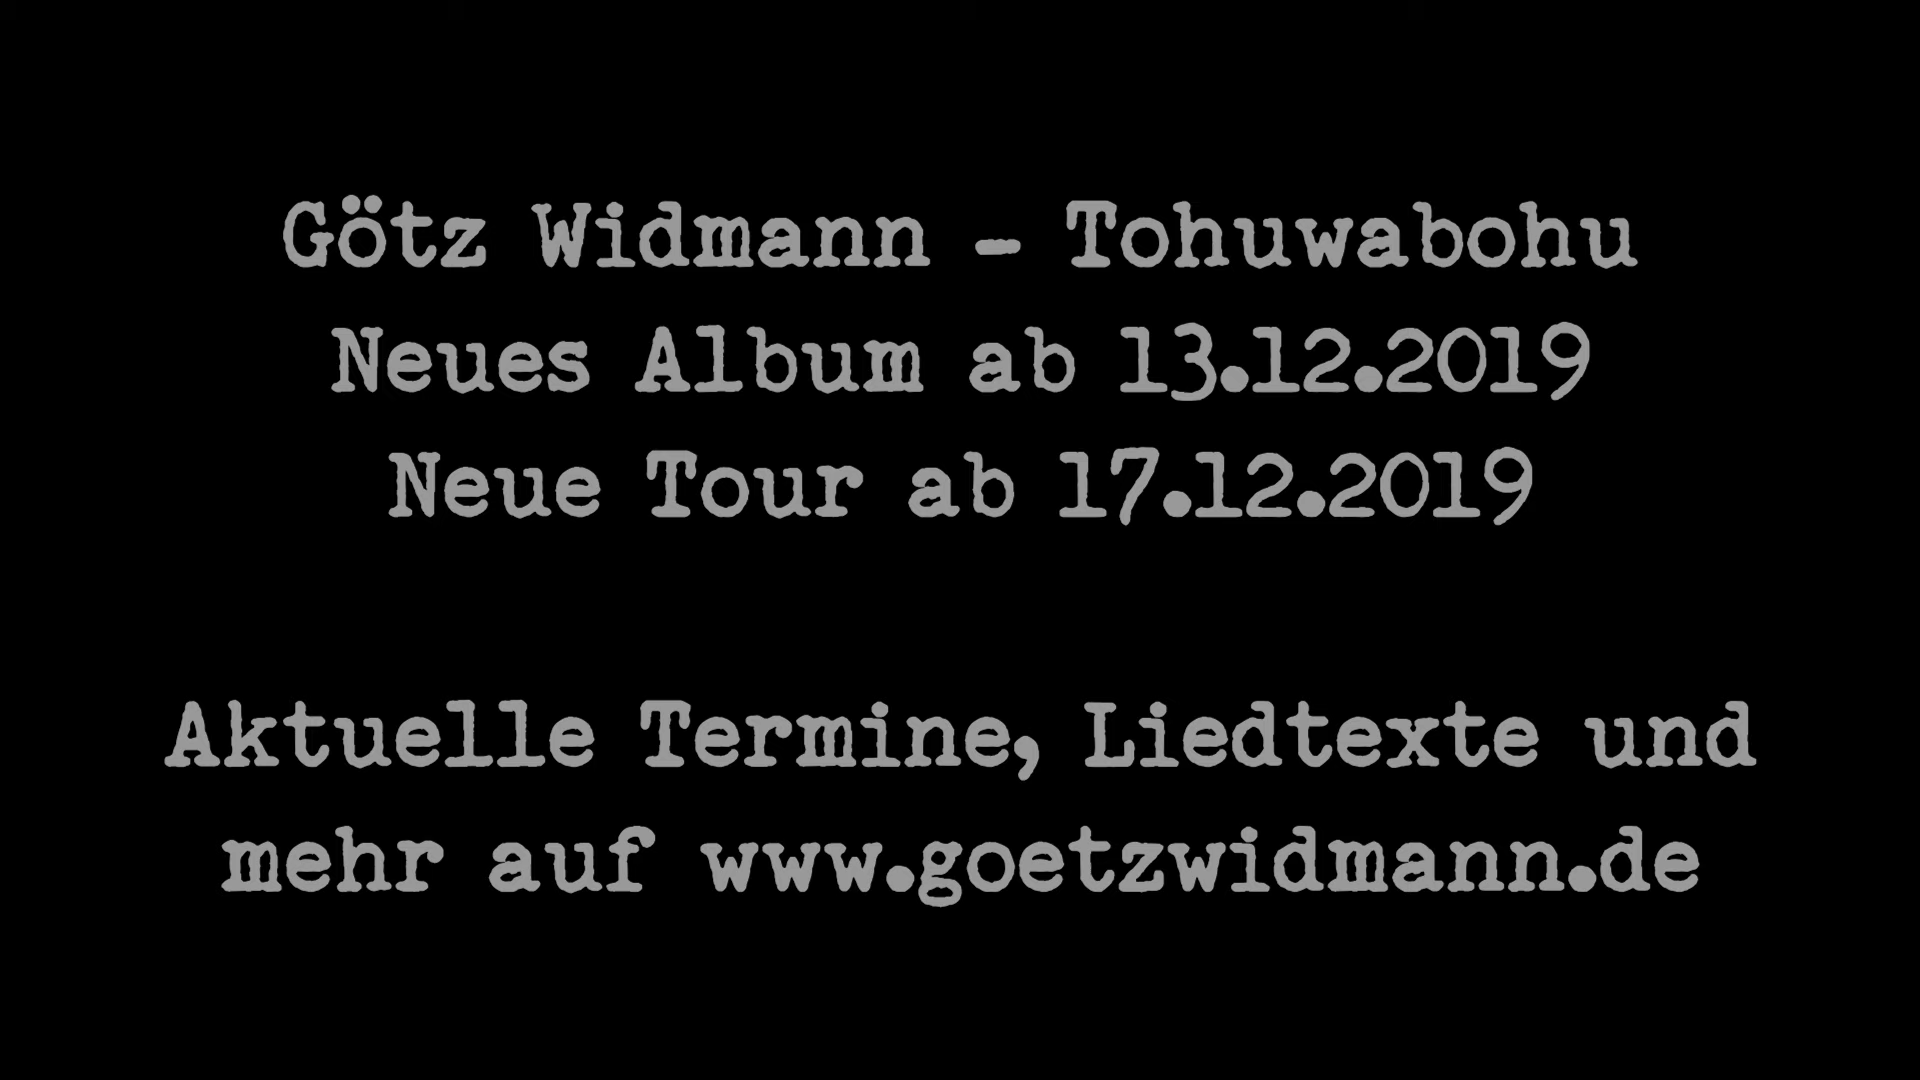 Götz Widmann - Tohuwabohu
Neues Album ab 13.12.2019
Neue Tour ab 17.12.2019
Aktuelle Termine, Liedtexte und
mehr auf www.goetzwidmann.de